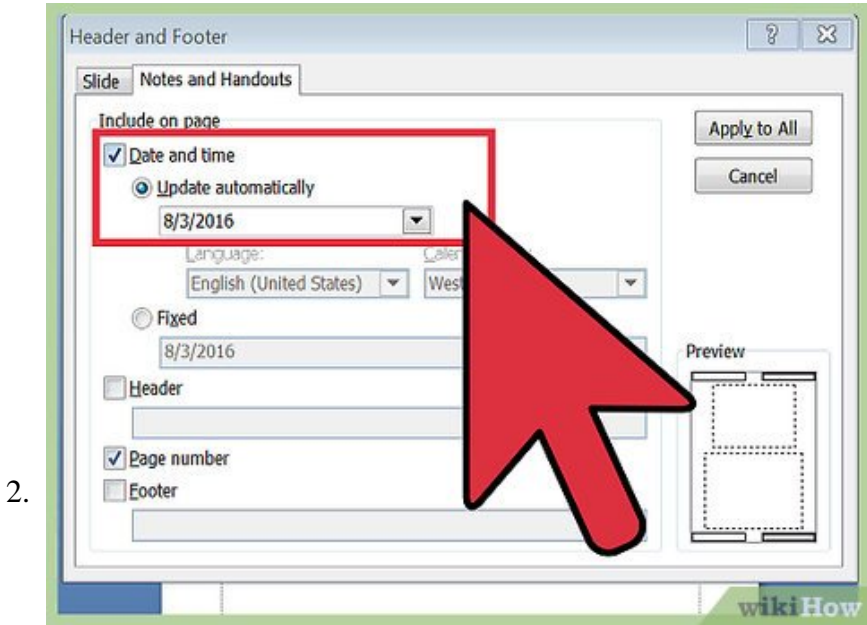 Header and Footer
Slide Notes and Handouts
Include on page
Date and time
Update automatically
8/3/2016
Language:
English (United States)
Fixed
8/3/2016
Header
Page number
Footer
Apply to All
Cancel
Preview
2.
wikiHow